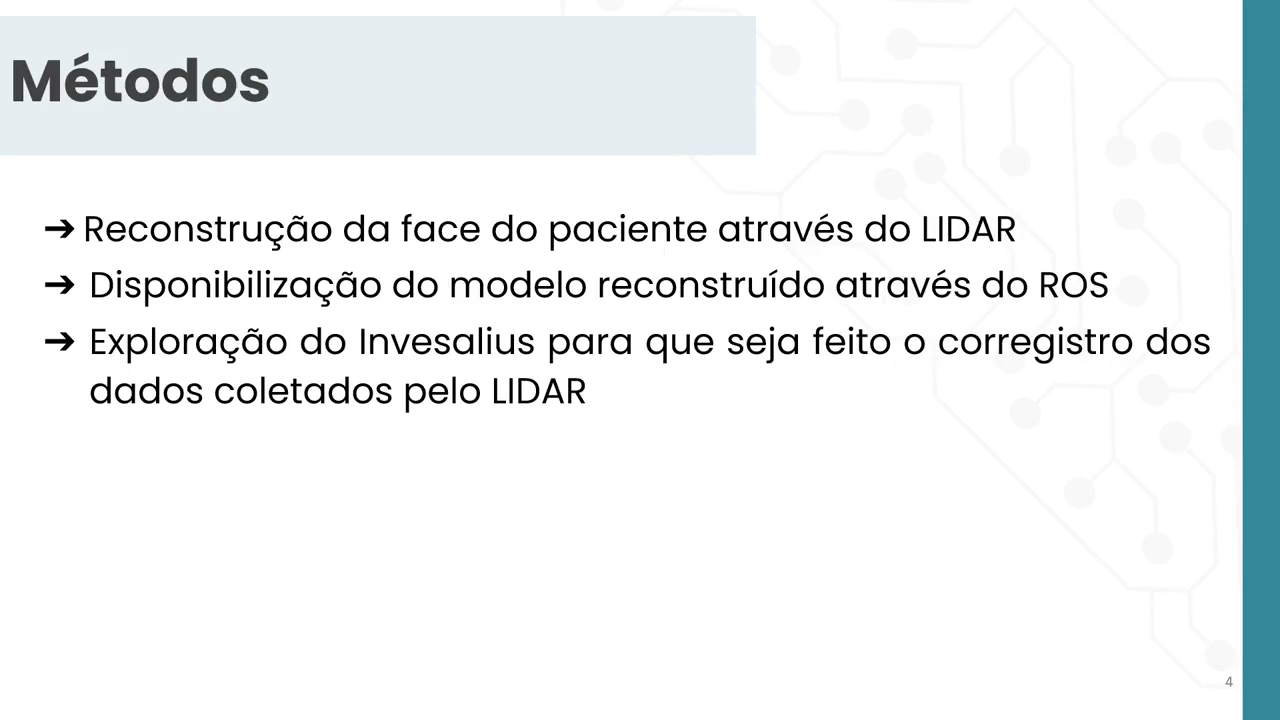 Métodos
➔ Reconstrução da face do paciente através do LIDAR
➔ Disponibilização do modelo reconstruído através do ROS
➔ Exploração do Invesalius para que seja feito o corregistro dos
dados coletados pelo LIDAR
4